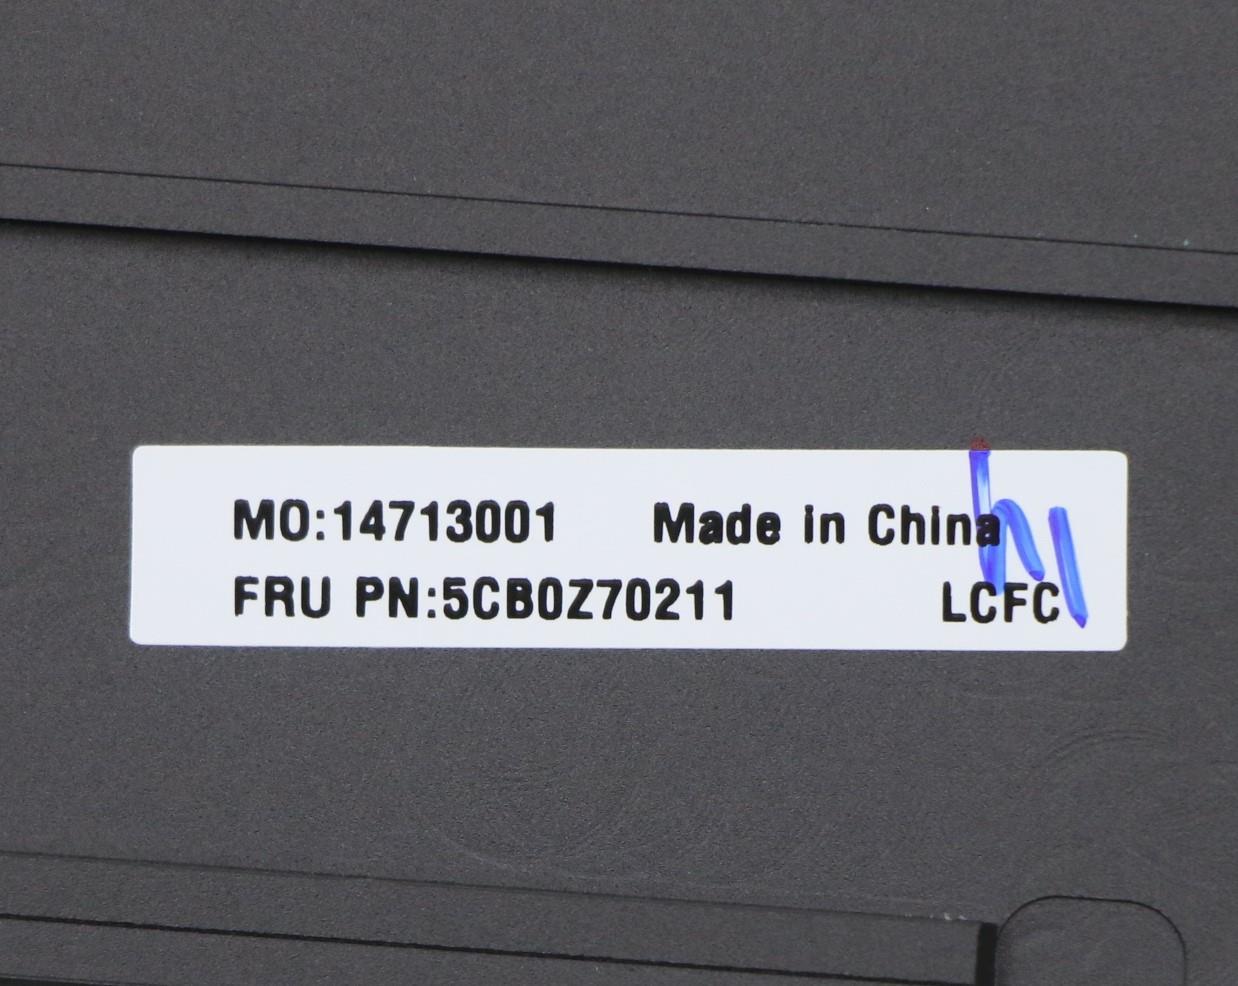 MO:14713001 Made in China
FRU PN:5CB0Z70211 LCFC